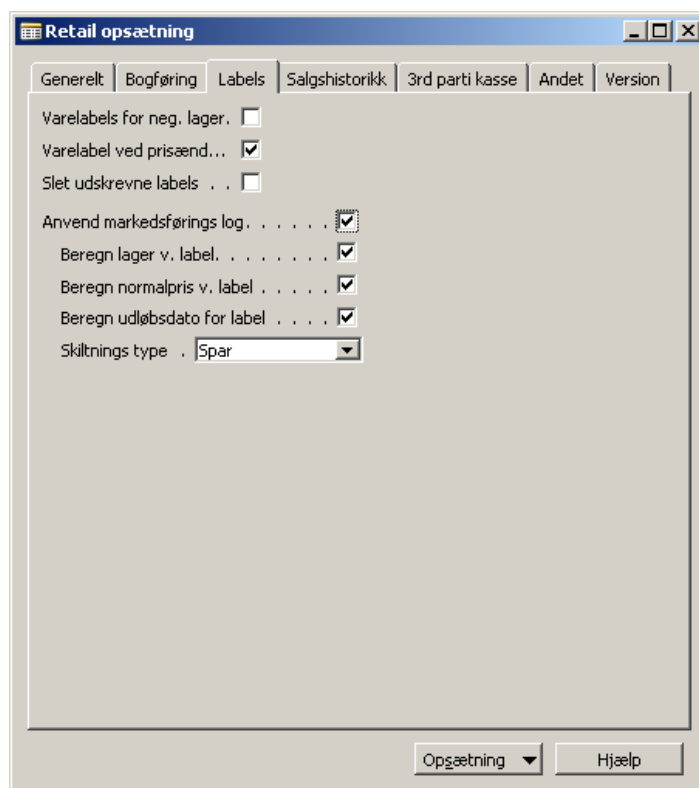 Retail opsætning
Generelt Bogføring Labels Salgshistorikk 3rd parti kasse Andet Version
Varelabels for neg. lager.
Varelabel ved prisænd...
Slet udskrevne labels . .
Anvend markedsførings log. . . . . . .
Beregn lager v. label. . . . . . . . .
Beregn normalpris v. label . . . . .
Beregn udløbsdato for label . . . .
Skiltnings type . Spar
Opsætning Hjælp